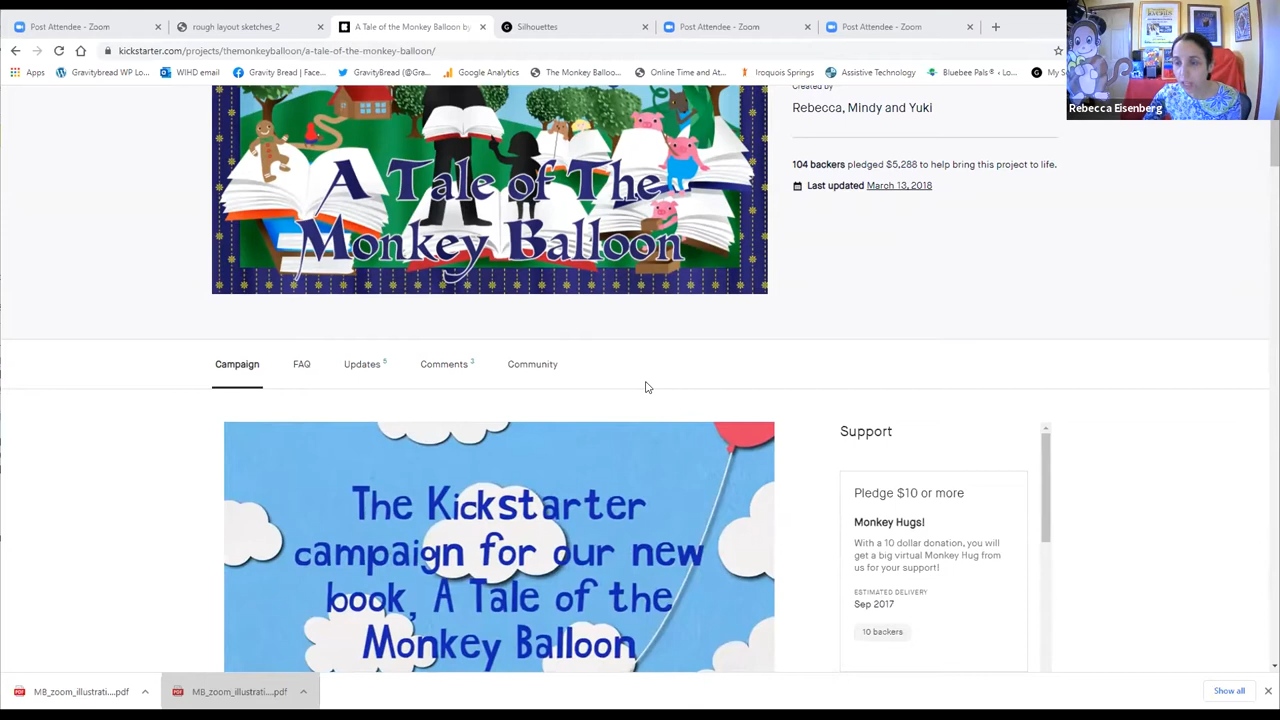 Post Attendee - Zoom
rough layout sketches_2
A Tale of the Monkey Balloon by
Silhouettes
Post Attendee - Zoom
Post Attendee - Zoom
kickstarter.com/projects/themonkeyballoon/a-tale-of-the-monkey-balloon/
Apps
Gravitybread WP Lo...
WIHD email
Gravity Bread | Face...
GravityBread (@Gra...
Google Analytics
The Monkey Balloo...
Online Time and At...
Iroquois Springs
Assistive Technology
Bluebee Pals® ‹ Lo...
My S
Rebecca Eisenberg
Created by
Rebecca, Mindy and Yuki
104 backers pledged $5,288 to help bring this project to life.
Last updated March 13, 2018
A Tale of The
Monkey Balloon
Campaign
FAQ
Updates 5
Comments 3
Community
The Kickstarter
campaign for our new
book, A Tale of the
Monkey Balloon
Support
Pledge $10 or more
Monkey Hugs!
With a 10 dollar donation, you will
get a big virtual Monkey Hug from
us for your support!
ESTIMATED DELIVERY
Sep 2017
10 backers
MB_zoom_illustrati....pdf
MB_zoom_illustrati....pdf
Show all